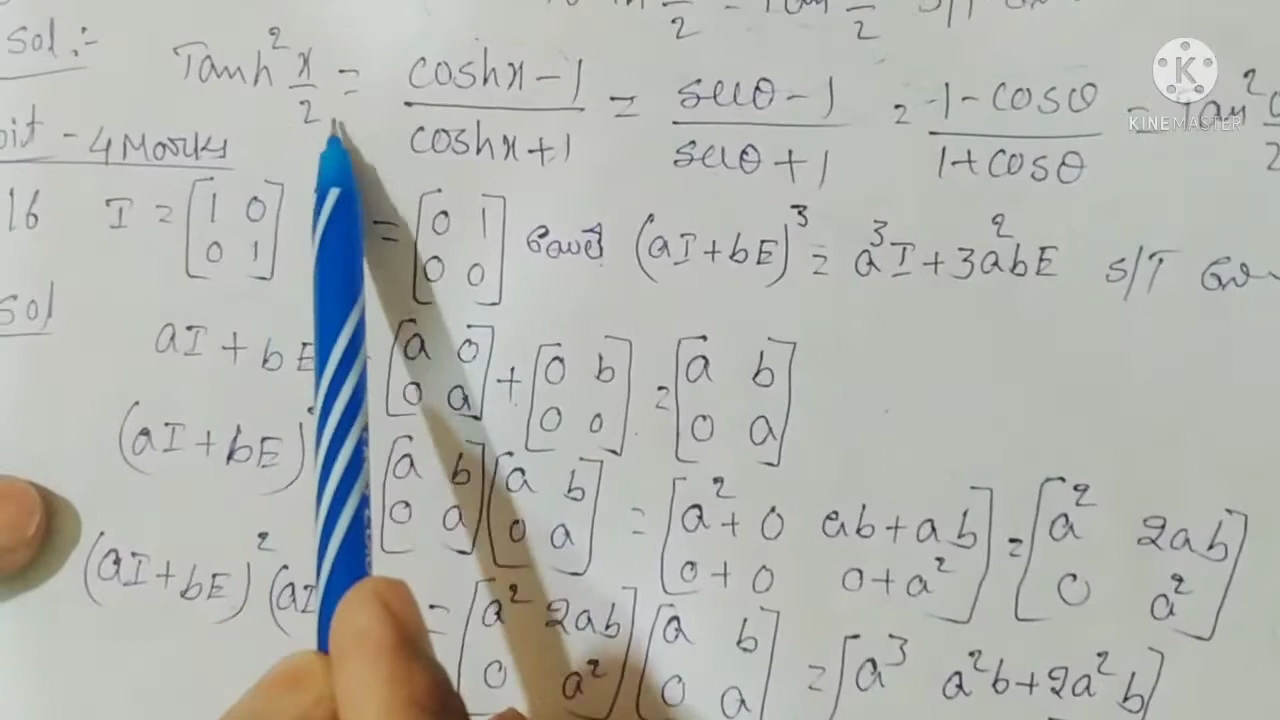 Sol :- Tanh² x/2 = coshx - 1 / coshx + 1 = secθ - 1 / secθ + 1 = 1 - cosθ / 1 + cosθ = Tan² θ/2
KINEMASTER
- 4 Marks
16 I = [1 0; 0 1] = [0 1; 0 0] (aI + bE)³ = a³I + 3a²bE S/T
Sol
aI + bE [a 0; 0 a] + [0 b; 0 0] = [a b; 0 a]
(aI + bE) [a b; 0 a] [a b; 0 a] = [a² + 0 ab + ab; 0 + 0 0 + a²] = [a² 2ab; 0 a²]
(aI + bE)² (aI = [a² 2ab; 0 a²] [a b; 0 a] = [a³ a²b + 2a²b]